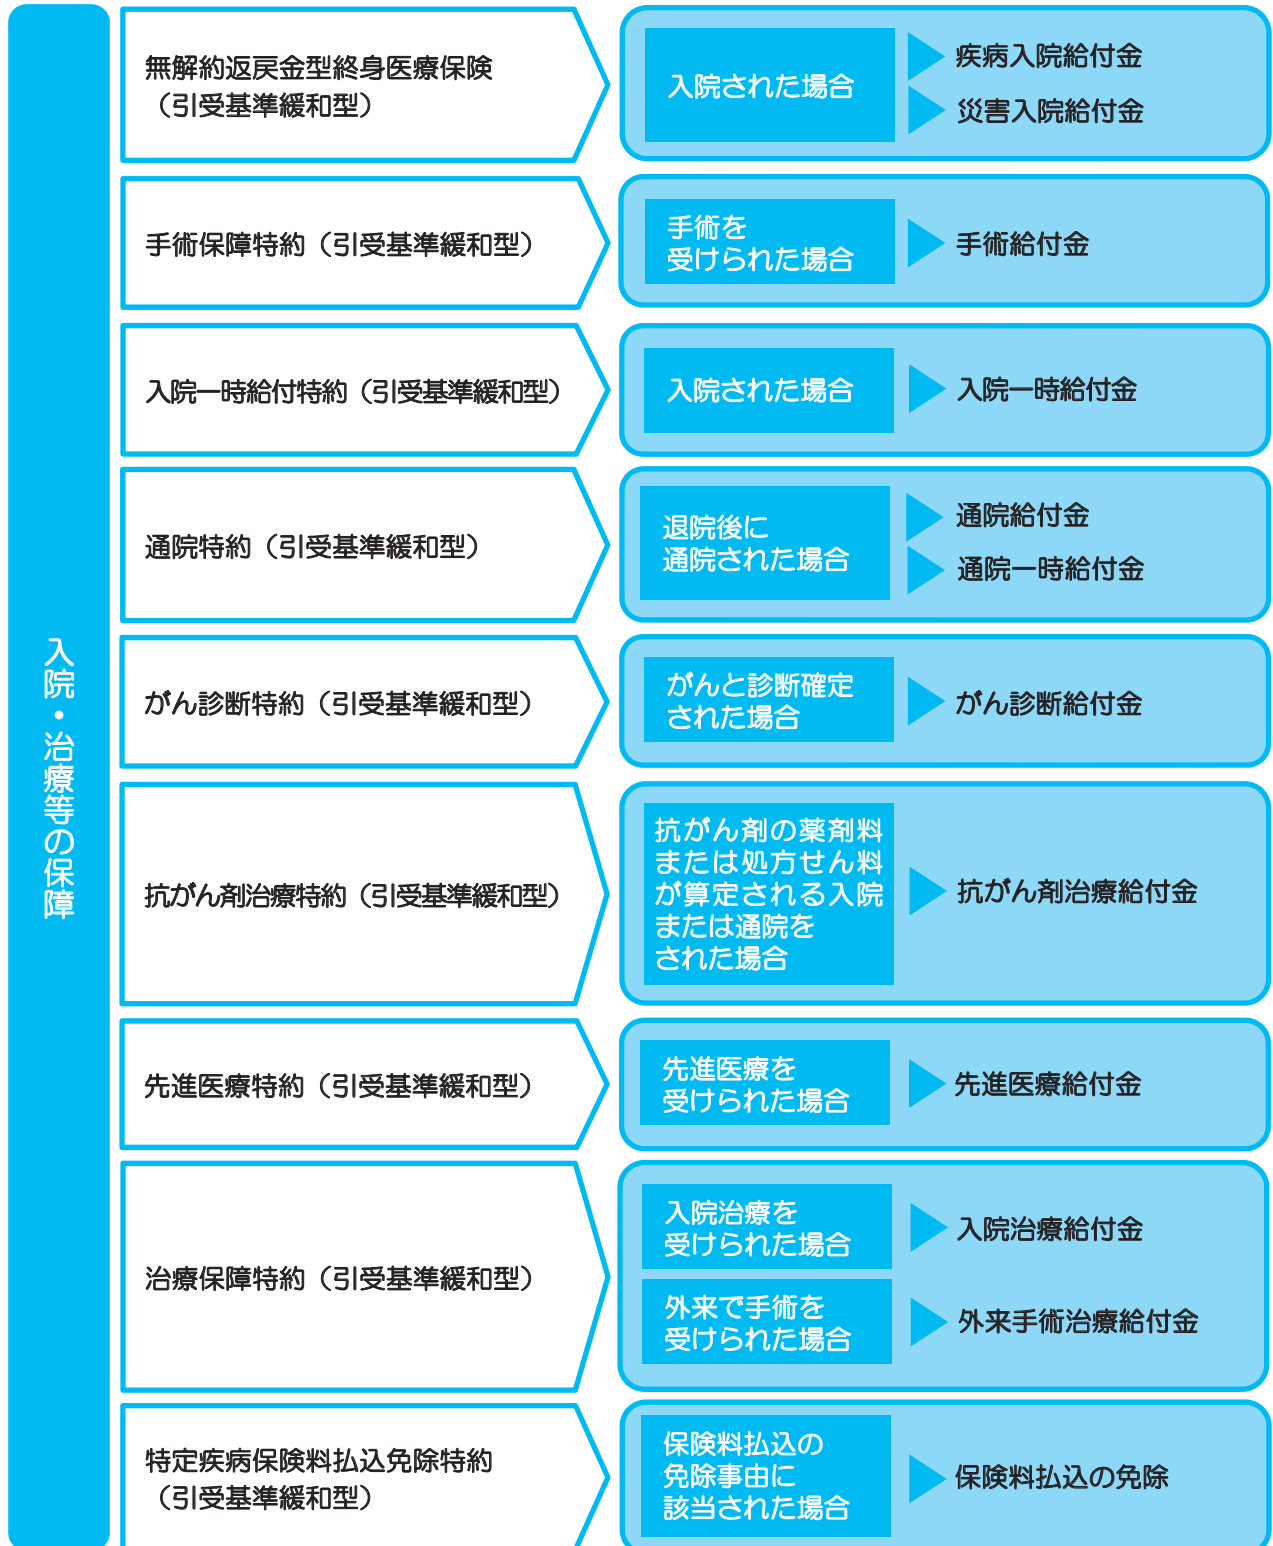 入院・治療等の保障
無解約返戻金型終身医療保険
（引受基準緩和型）
入院された場合
疾病入院給付金
災害入院給付金
手術保障特約（引受基準緩和型）
手術を
受けられた場合
手術給付金
入院一時給付特約（引受基準緩和型）
入院された場合
入院一時給付金
通院特約（引受基準緩和型）
退院後に
通院された場合
通院給付金
通院一時給付金
がん診断特約（引受基準緩和型）
がんと診断確定
された場合
がん診断給付金
抗がん剤治療特約（引受基準緩和型）
抗がん剤の薬剤料
または処方せん料
が算定される入院
または通院を
された場合
抗がん剤治療給付金
先進医療特約（引受基準緩和型）
先進医療を
受けられた場合
先進医療給付金
治療保障特約（引受基準緩和型）
入院治療を
受けられた場合
入院治療給付金
外来で手術を
受けられた場合
外来手術治療給付金
特定疾病保険料払込免除特約
（引受基準緩和型）
保険料払込の
免除事由に
該当された場合
保険料払込の免除